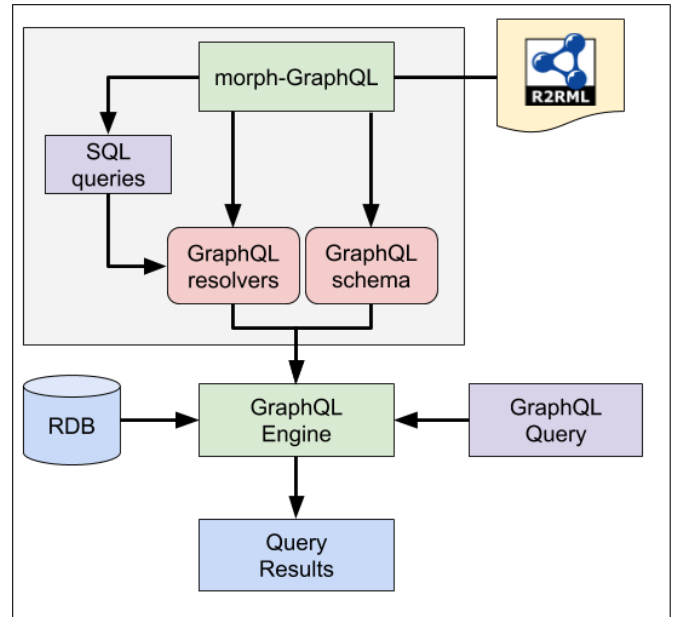 morph-GraphQL
R2RML
SQL
queries
GraphQL
resolvers
GraphQL
schema
RDB
GraphQL
Engine
GraphQL
Query
Query
Results